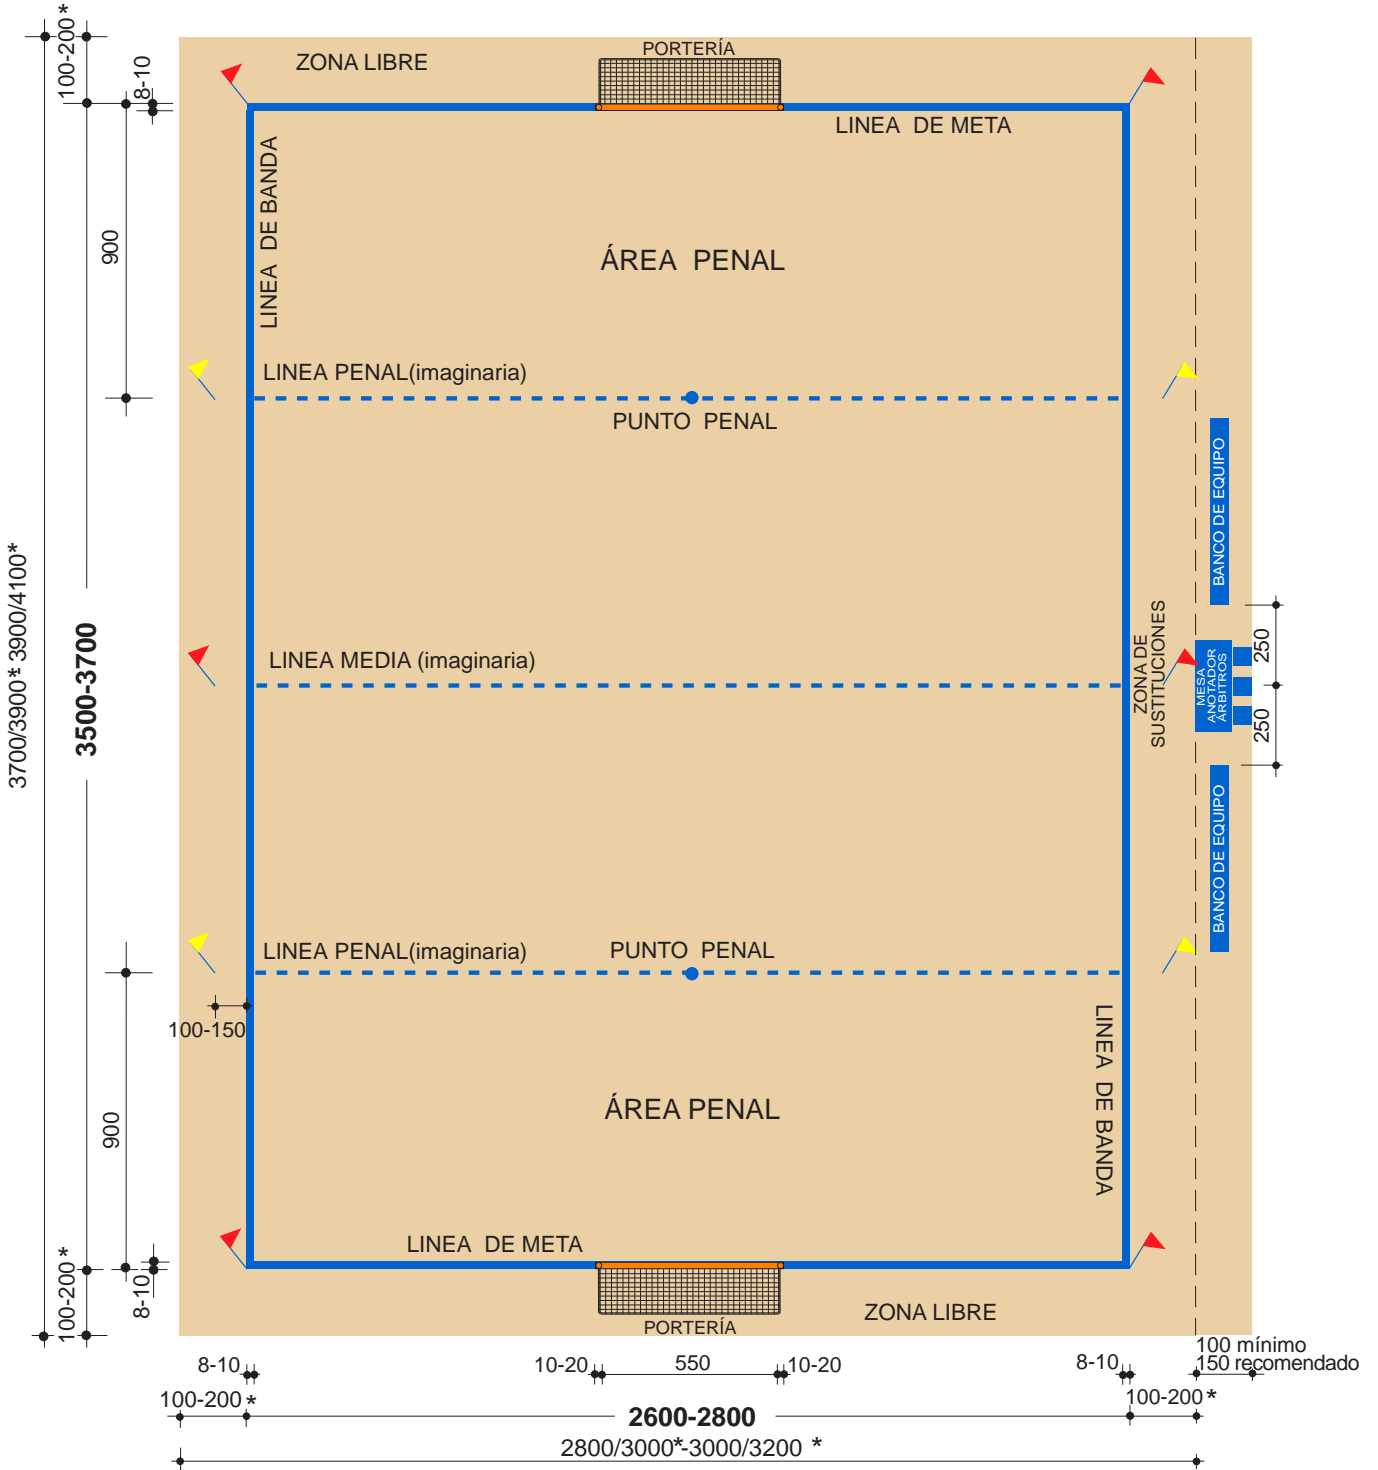 100-200*
8-10
ZONA LIBRE
PORTERÍA
LINEA DE META
LINEA DE BANDA
900
ÁREA PENAL
LINEA PENAL(imaginaria)
PUNTO PENAL
BANCO DE EQUIPO
3700/3900* 3900/4100*
3500-3700
LINEA MEDIA (imaginaria)
ZONA DE
SUSTITUCIONES
MESA
ANOTADOR
ÁRBITROS
250
250
BANCO DE EQUIPO
LINEA PENAL(imaginaria)
PUNTO PENAL
100-150
LINEA DE BANDA
900
ÁREA PENAL
LINEA DE META
100-200*
8-10
ZONA LIBRE
PORTERÍA
100 mínimo
150 recomendado
8-10
10-20
550
10-20
8-10
100-200*
100-200*
2600-2800
2800/3000*-3000/3200 *